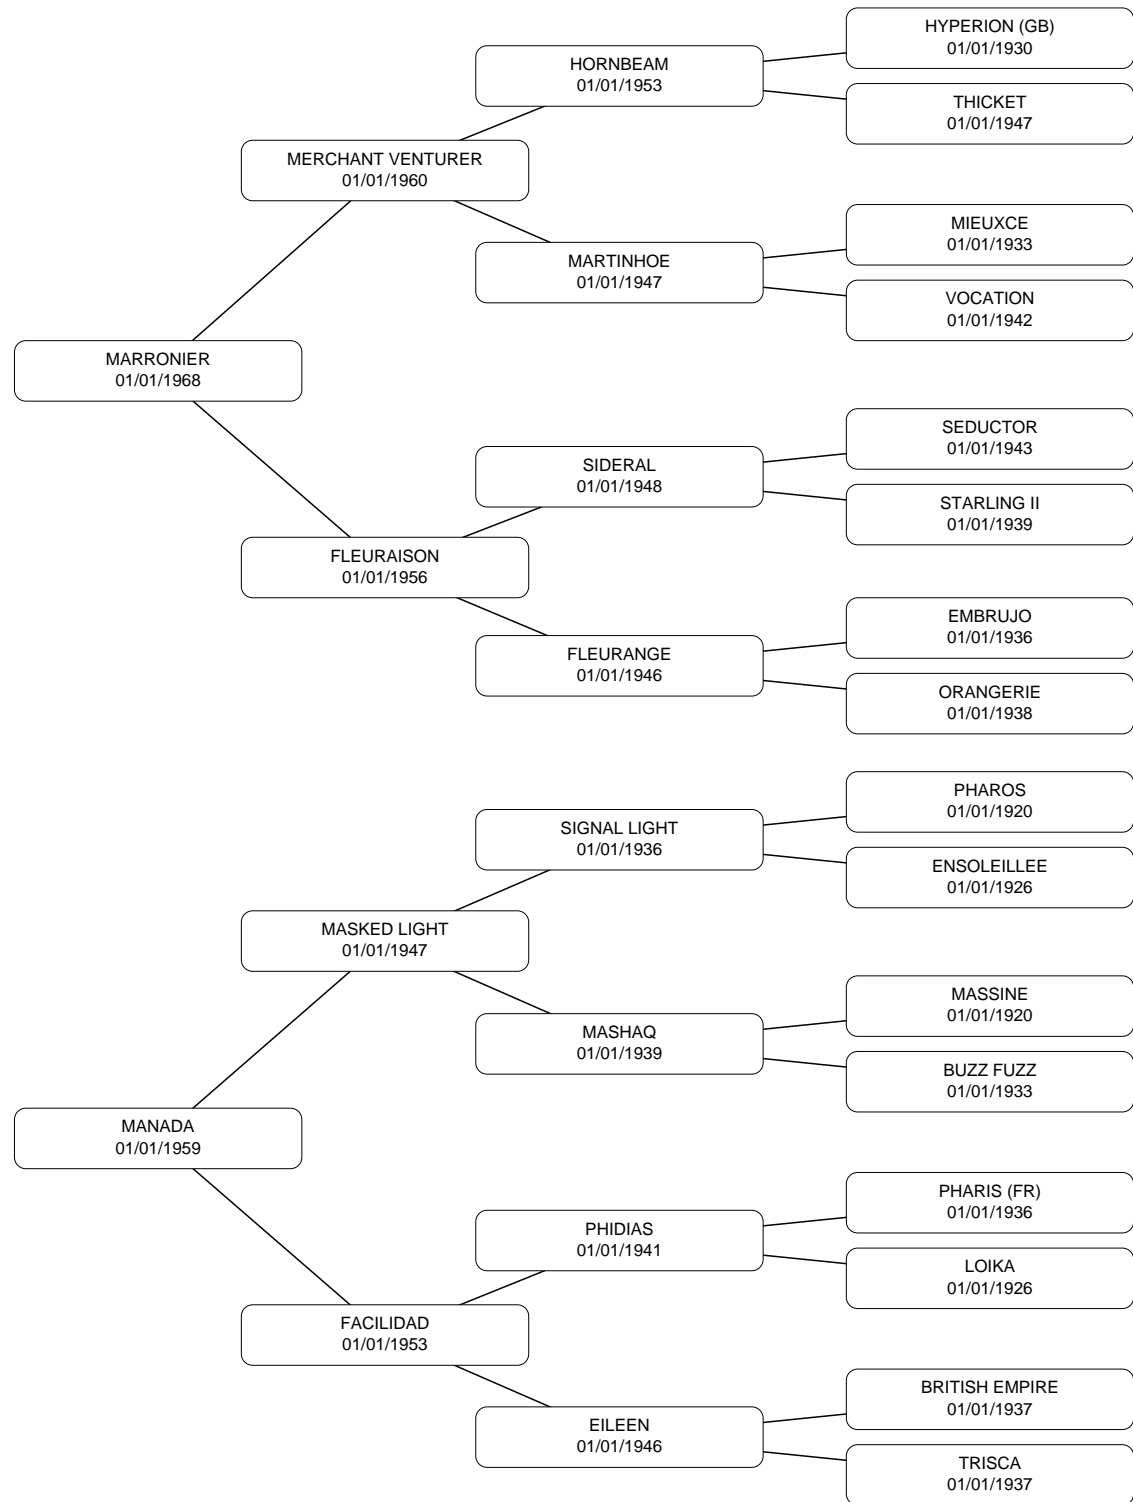 HYPERION (GB)
01/01/1930
HORNBEAM
01/01/1953
THICKET
01/01/1947
MERCHANT VENTURER
01/01/1960
MIEUXCE
01/01/1933
MARTINHOE
01/01/1947
VOCATION
01/01/1942
MARRONIER
01/01/1968
SEDUCTOR
01/01/1943
SIDERAL
01/01/1948
STARLING II
01/01/1939
FLEURAISON
01/01/1956
EMBRUJO
01/01/1936
FLEURANGE
01/01/1946
ORANGERIE
01/01/1938
PHAROS
01/01/1920
SIGNAL LIGHT
01/01/1936
ENSOLEILLEE
01/01/1926
MASKED LIGHT
01/01/1947
MASSINE
01/01/1920
MASHAQ
01/01/1939
BUZZ FUZZ
01/01/1933
MANADA
01/01/1959
PHARIS (FR)
01/01/1936
PHIDIAS
01/01/1941
LOIKA
01/01/1926
FACILIDAD
01/01/1953
BRITISH EMPIRE
01/01/1937
EILEEN
01/01/1946
TRISCA
01/01/1937